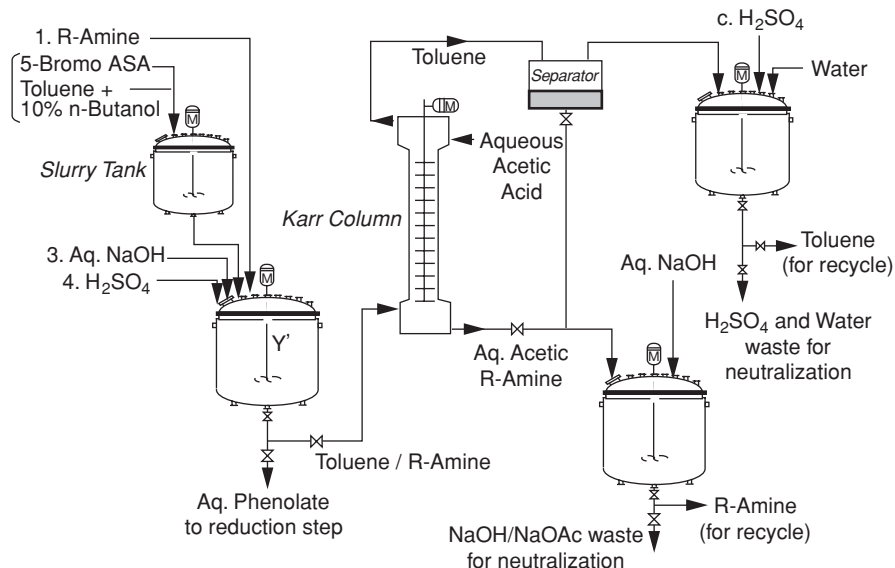 1. R-Amine
5-Bromo ASA
Toluene +
10% n-Butanol
M
Slurry Tank
3. Aq. NaOH
4. H₂SO₄
M
Y'
Toluene / R-Amine
Aq. Phenolate
to reduction step
Toluene
M
Aqueous
Acetic
Acid
Karr Column
Aq. Acetic
R-Amine
Separator
c. H₂SO₄
Water
M
Toluene
(for recycle)
H₂SO₄ and Water
waste for
neutralization
Aq. NaOH
M
R-Amine
(for recycle)
NaOH/NaOAc waste
for neutralization